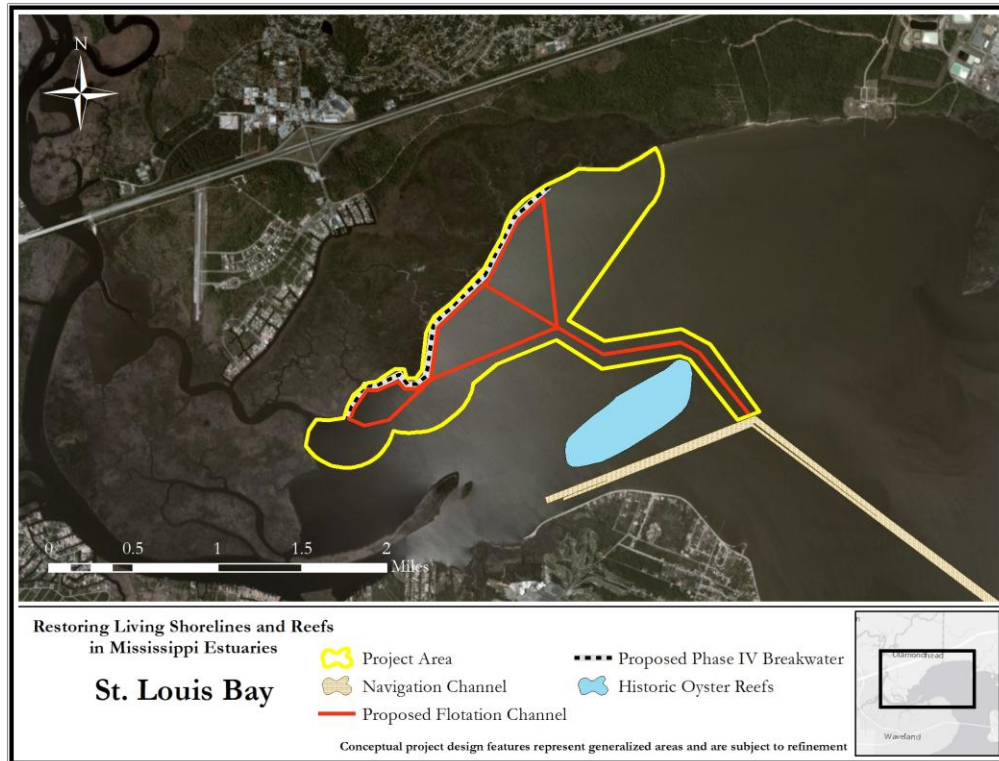 N
0 0.5 1 1.5 2
Miles
Restoring Living Shorelines and Reefs
in Mississippi Estuaries
St. Louis Bay
Project Area
Navigation Channel
Proposed Flotation Channel
Proposed Phase IV Breakwater
Historic Oyster Reefs
Diamondhead
Waveland
Conceptual project design features represent generalized areas and are subject to refinement